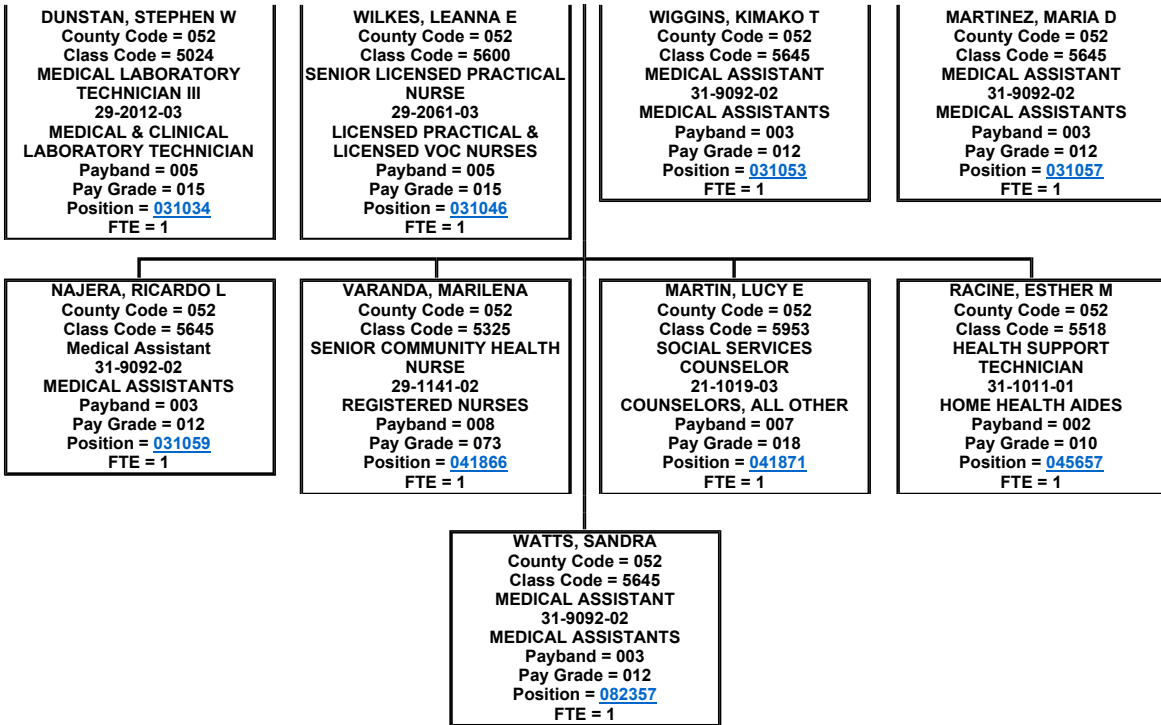 DUNSTAN, STEPHEN W
County Code = 052
Class Code = 5024
MEDICAL LABORATORY
TECHNICIAN III
29-2012-03
MEDICAL & CLINICAL
LABORATORY TECHNICIAN
Payband = 005
Pay Grade = 015
Position = 031034
FTE = 1
WILKES, LEANNA E
County Code = 052
Class Code = 5600
SENIOR LICENSED PRACTICAL
NURSE
29-2061-03
LICENSED PRACTICAL &
LICENSED VOC NURSES
Payband = 005
Pay Grade = 015
Position = 031046
FTE = 1
WIGGINS, KIMAKO T
County Code = 052
Class Code = 5645
MEDICAL ASSISTANT
31-9092-02
MEDICAL ASSISTANTS
Payband = 003
Pay Grade = 012
Position = 031053
FTE = 1
MARTINEZ, MARIA D
County Code = 052
Class Code = 5645
MEDICAL ASSISTANT
31-9092-02
MEDICAL ASSISTANTS
Payband = 003
Pay Grade = 012
Position = 031057
FTE = 1
NAJERA, RICARDO L
County Code = 052
Class Code = 5645
Medical Assistant
31-9092-02
MEDICAL ASSISTANTS
Payband = 003
Pay Grade = 012
Position = 031059
FTE = 1
VARANDA, MARILENA
County Code = 052
Class Code = 5325
SENIOR COMMUNITY HEALTH
NURSE
29-1141-02
REGISTERED NURSES
Payband = 008
Pay Grade = 073
Position = 041866
FTE = 1
MARTIN, LUCY E
County Code = 052
Class Code = 5953
SOCIAL SERVICES
COUNSELOR
21-1019-03
COUNSELORS, ALL OTHER
Payband = 007
Pay Grade = 018
Position = 041871
FTE = 1
RACINE, ESTHER M
County Code = 052
Class Code = 5518
HEALTH SUPPORT
TECHNICIAN
31-1011-01
HOME HEALTH AIDES
Payband = 002
Pay Grade = 010
Position = 045657
FTE = 1
WATTS, SANDRA
County Code = 052
Class Code = 5645
MEDICAL ASSISTANT
31-9092-02
MEDICAL ASSISTANTS
Payband = 003
Pay Grade = 012
Position = 082357
FTE = 1